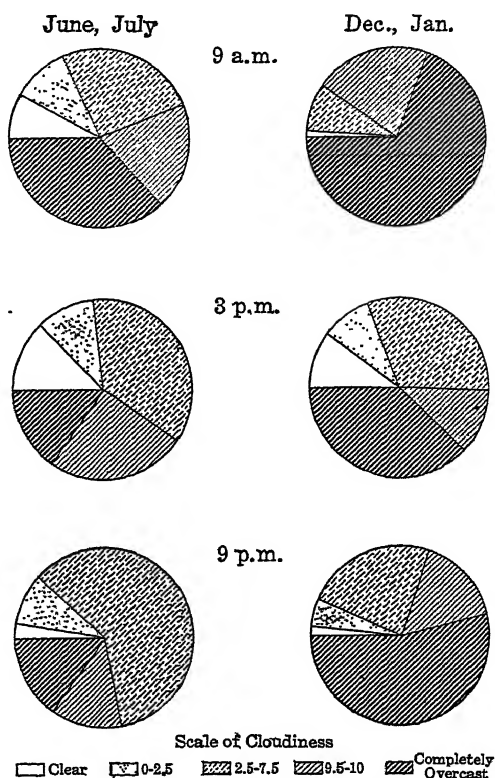 June, July Dec., Jan.
9 a.m.
3 p.m.
9 p.m.
Scale of Cloudiness
Clear 0-2.5 2.5-7.5 9.5-10 Completely Overcast